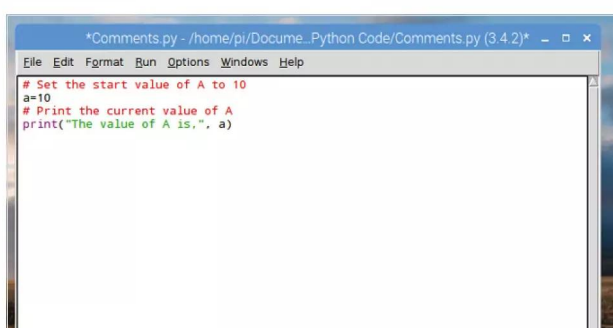 *Comments.py - /home/pi/Docume...Python Code/Comments.py (3.4.2)*
File Edit Format Run Options Windows Help
# Set the start value of A to 10
a=10
# Print the current value of A
print("The value of A is,", a)